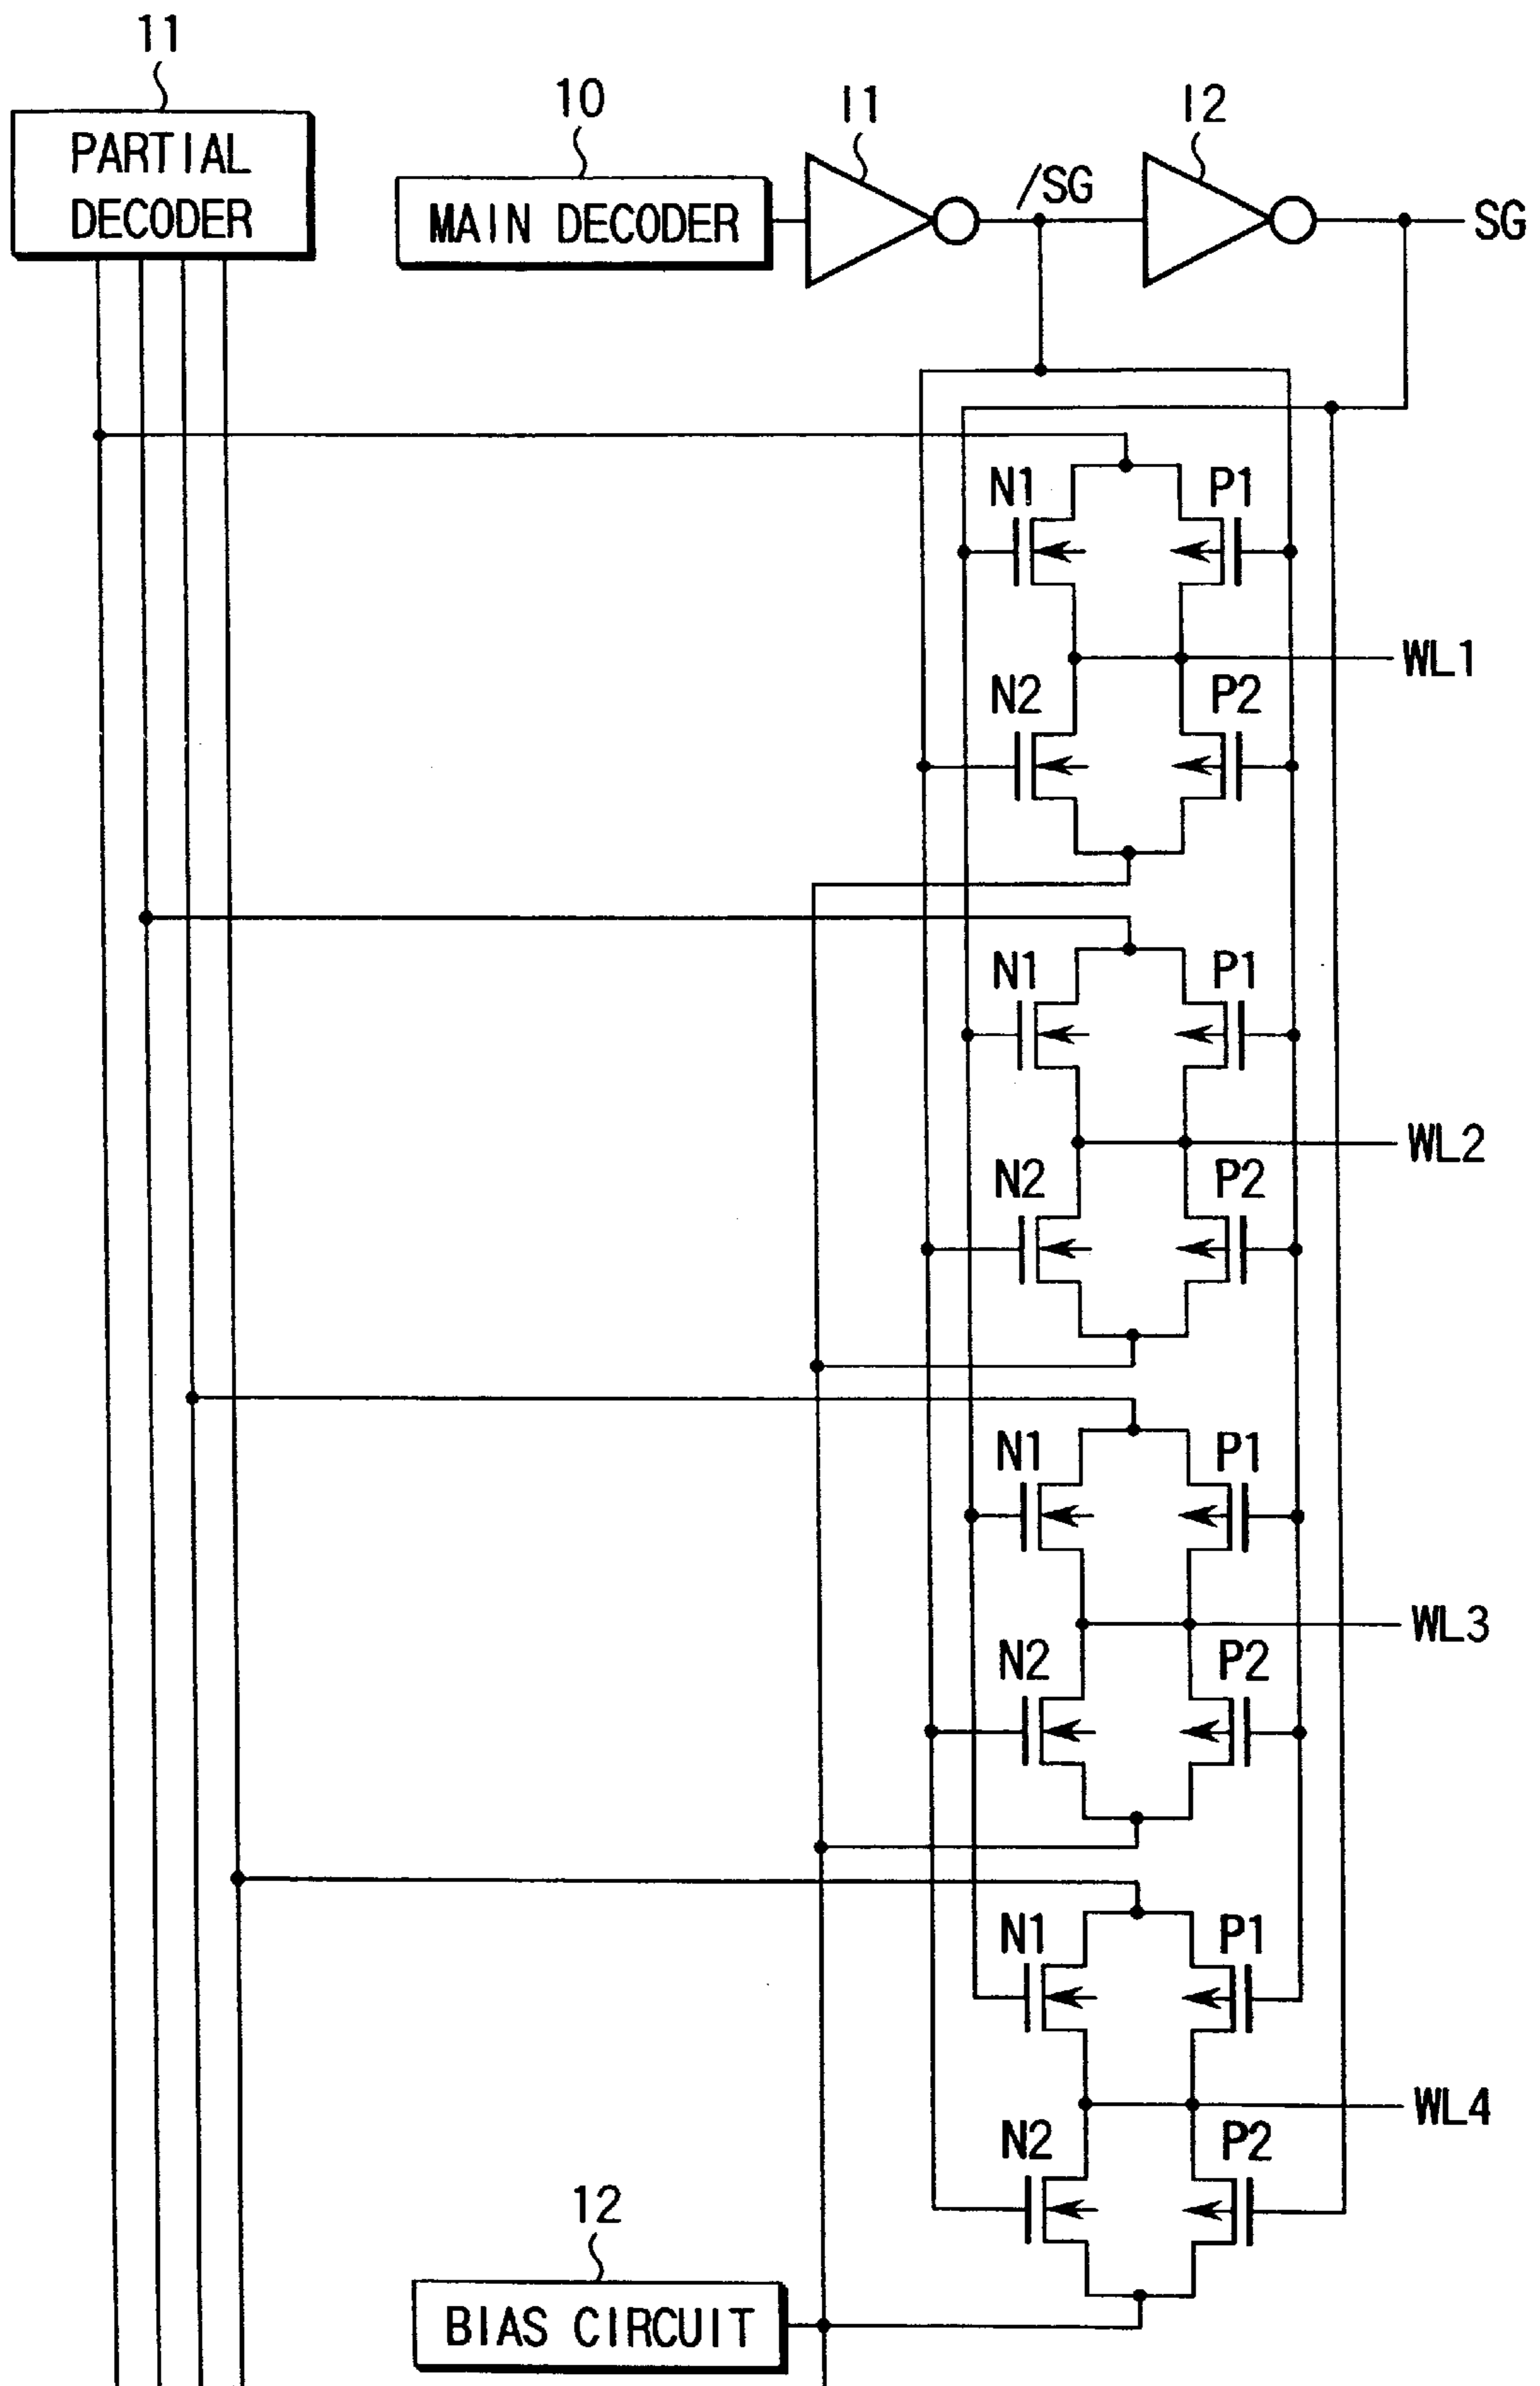 11
PARTIAL
DECODER
10
MAIN DECODER
I1
/SG
I2
SG
N1
P1
WL1
N2
P2
N1
P1
WL2
N2
P2
N1
P1
WL3
N2
P2
N1
P1
WL4
N2
P2
12
BIAS CIRCUIT